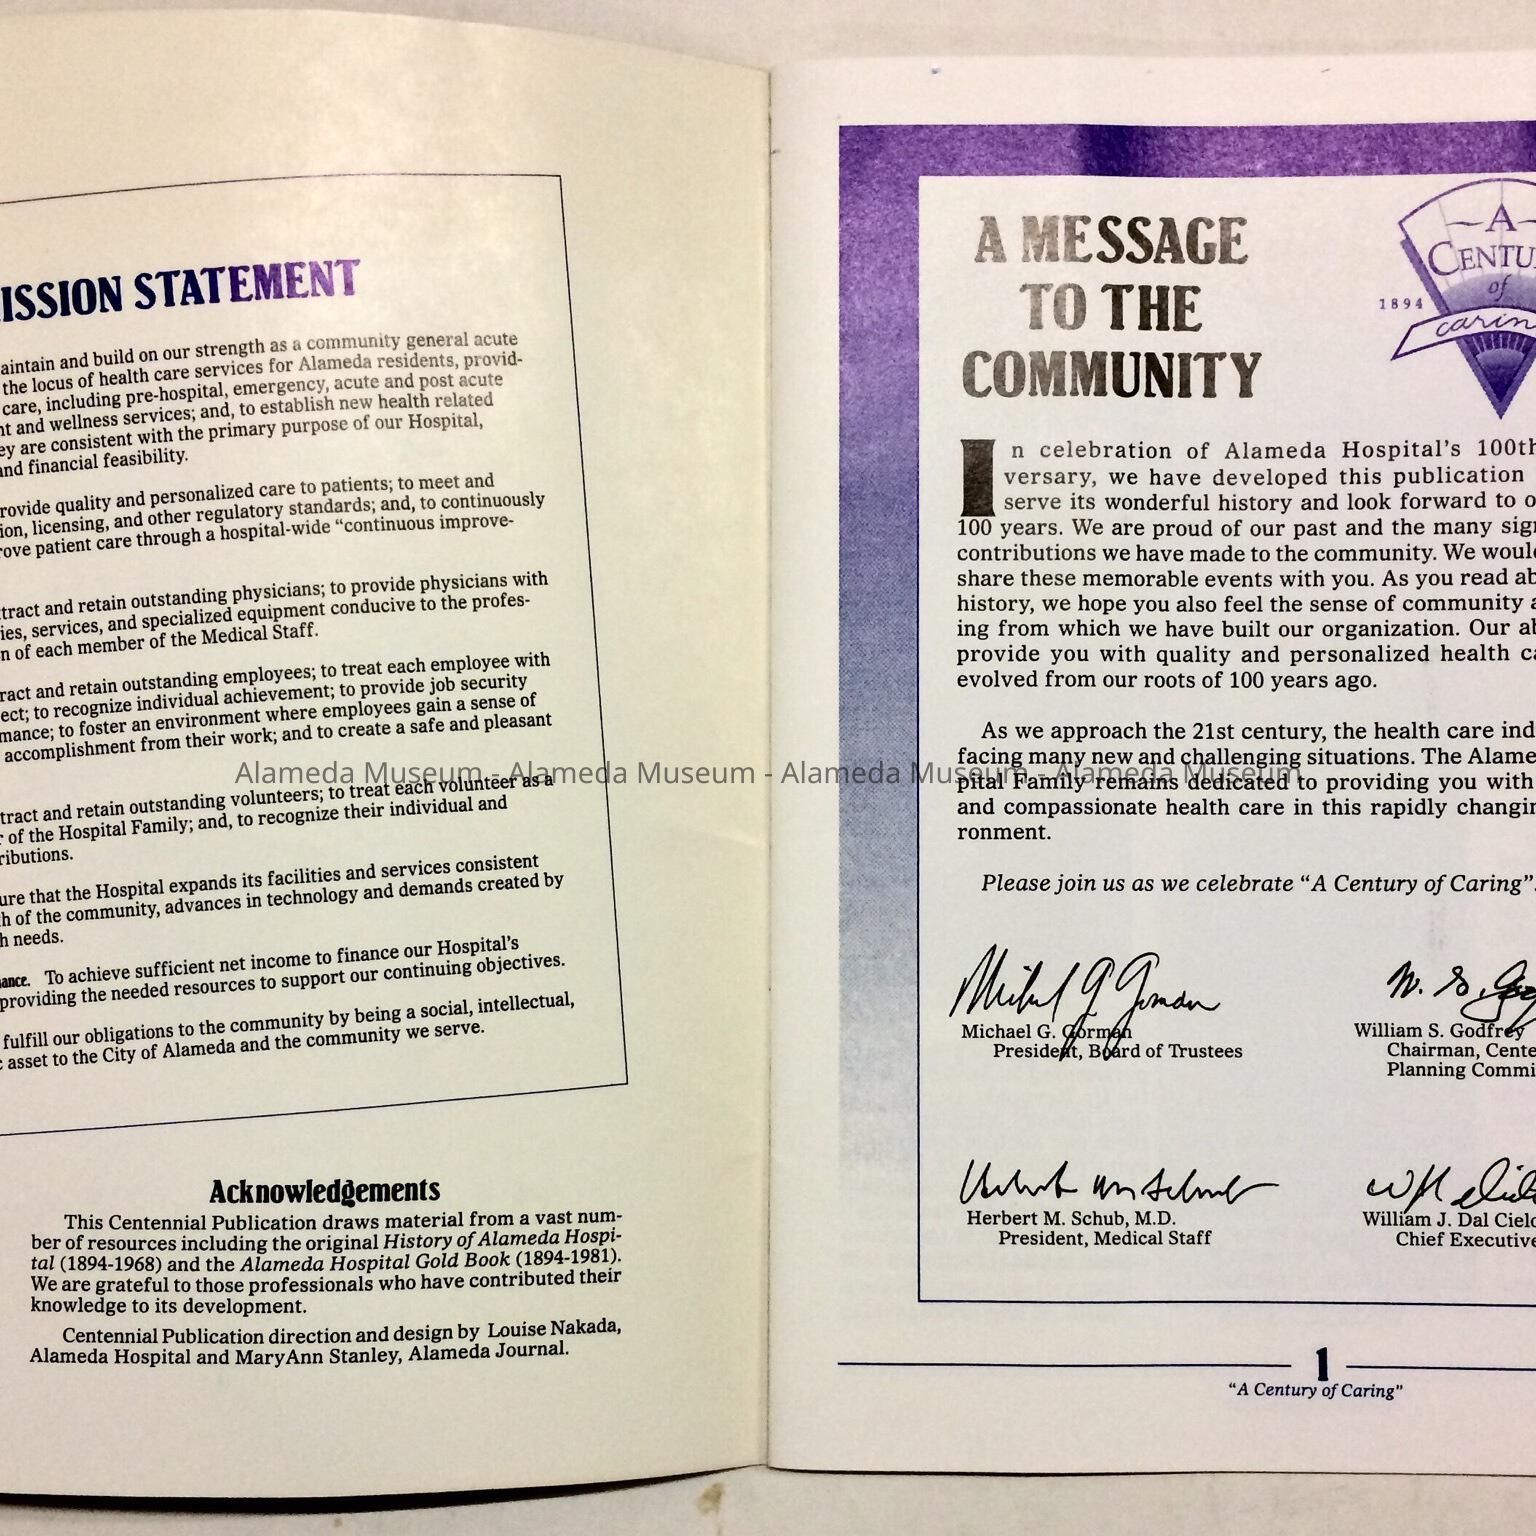 ISSION STATEMENT
aintain and build on our strength as a community general acute
the locus of health care services for Alameda residents, provid-
care, including pre-hospital, emergency, acute and post acute
nt and wellness services; and, to establish new health related
ey are consistent with the primary purpose of our Hospital,
and financial feasibility.
rovide quality and personalized care to patients; to meet and
ion, licensing, and other regulatory standards; and, to continuously
rove patient care through a hospital-wide “continuous improve-
tract and retain outstanding physicians; to provide physicians with
ies, services, and specialized equipment conducive to the profes-
n of each member of the Medical Staff.
ract and retain outstanding employees; to treat each employee with
ect; to recognize individual achievement; to provide job security
mance; to foster an environment where employees gain a sense of
accomplishment from their work; and to create a safe and pleasant
tract and retain outstanding volunteers; to treat each volunteer as a
r of the Hospital Family; and, to recognize their individual and
ributions.
ure that the Hospital expands its facilities and services consistent
h of the community, advances in technology and demands created by
h needs.
nance. To achieve sufficient net income to finance our Hospital's
providing the needed resources to support our continuing objectives.
fulfill our obligations to the community by being a social, intellectual,
c asset to the City of Alameda and the community we serve.
Acknowledgements
This Centennial Publication draws material from a vast num-
ber of resources including the original History of Alameda Hospi-
tal (1894-1968) and the Alameda Hospital Gold Book (1894-1981).
We are grateful to those professionals who have contributed their
knowledge to its development.
Centennial Publication direction and design by Louise Nakada,
Alameda Hospital and MaryAnn Stanley, Alameda Journal.
Alameda Museum - Alameda Museum - Alameda Museum - Alameda Museum
A MESSAGE
TO THE
COMMUNITY
A
CENTU
of
1894
carin
In celebration of Alameda Hospital's 100th
versary, we have developed this publication
serve its wonderful history and look forward to o
100 years. We are proud of our past and the many sig
contributions we have made to the community. We would
share these memorable events with you. As you read ab
history, we hope you also feel the sense of community a
ing from which we have built our organization. Our ab
provide you with quality and personalized health ca
evolved from our roots of 100 years ago.
As we approach the 21st century, the health care ind
facing many new and challenging situations. The Alame
pital Family remains dedicated to providing you with
and compassionate health care in this rapidly changin
ronment.
Please join us as we celebrate “A Century of Caring”.
Michael G. Gorman
Michael G. Gorman
President, Board of Trustees
William S. Godfrey
Chairman, Cente
Planning Commi
Herbert M. Schub, M.D.
President, Medical Staff
William J. Dal Cielo
Chief Executive
1
“A Century of Caring”